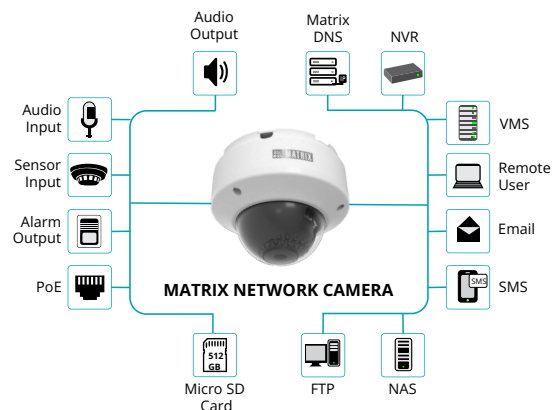 Audio
Output
Matrix
DNS
NVR
Audio
Input
VMS
MATRIX
Sensor
Input
Remote
User
Alarm
Output
Email
PoE
MATRIX NETWORK CAMERA
SMS
SMS
512
GB
Micro SD
Card
FTP
NAS